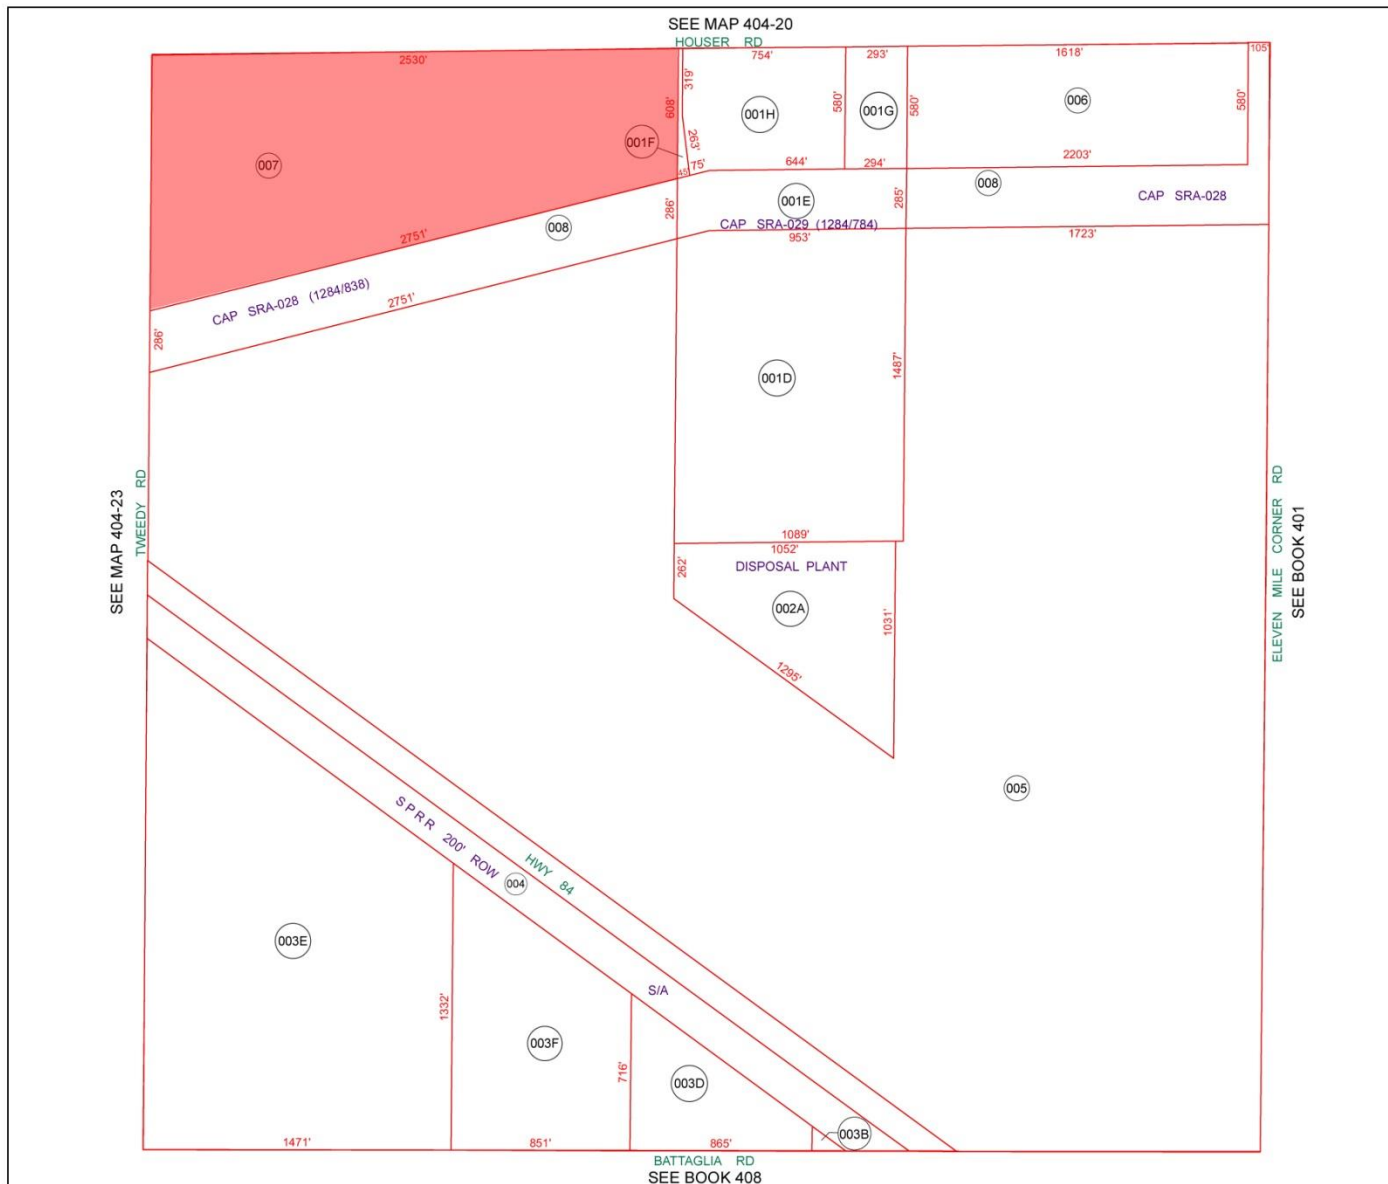 SEE MAP 404-20
HOUSER RD
2530'
754'
293'
1618'
105'
319'
608'
580'
580'
580'
001H
001G
006
001F
263'
007
45'
75'
644'
294'
2203'
008
CAP SRA-028
286'
001E
285'
008
CAP SRA-029 (1284/784)
953'
1723'
2751'
CAP SRA-028 (1284/838)
2751'
286'
001D
1487'
SEE MAP 404-23
TWEEDY RD
1089'
1052'
262'
DISPOSAL PLANT
002A
1031'
1295'
ELEVEN MILE CORNER RD
SEE BOOK 401
005
SPRR 200' ROW
004
HWY 84
003E
1332'
S/A
003F
716'
003D
003B
1471'
851'
865'
BATTAGLIA RD
SEE BOOK 408